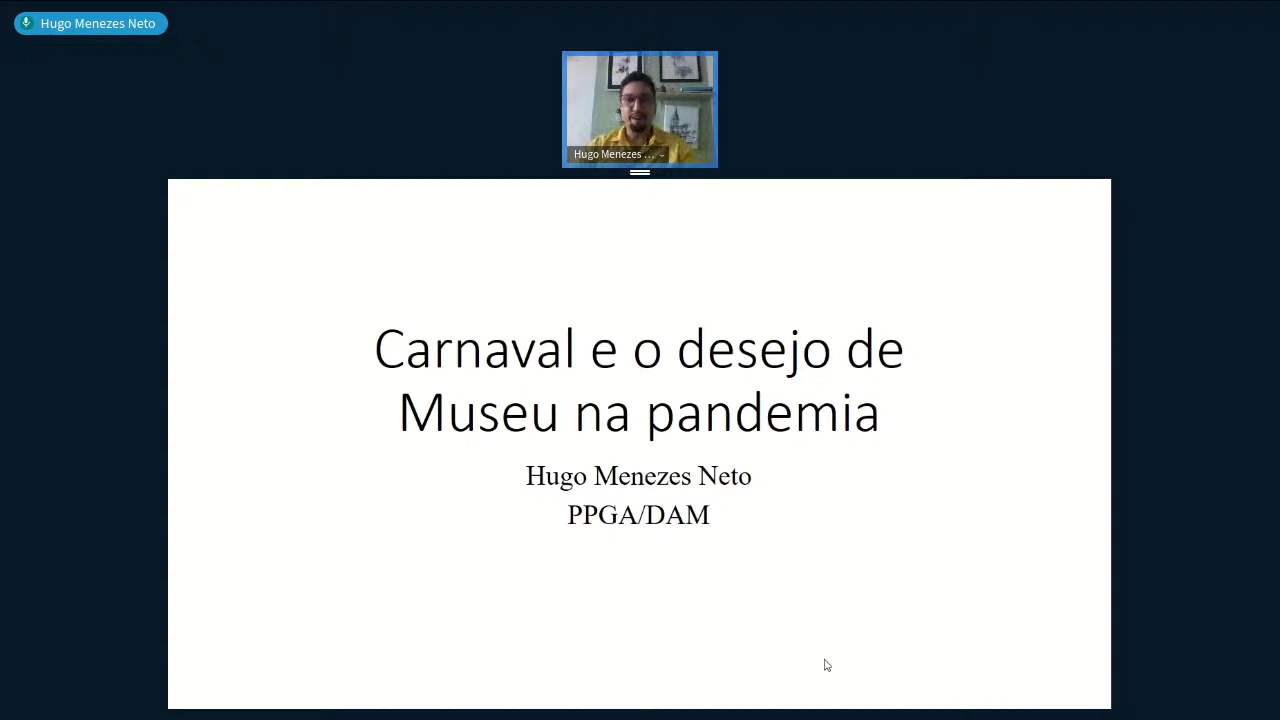 Hugo Menezes Neto
Hugo Menezes ...
Carnaval e o desejo de
Museu na pandemia
Hugo Menezes Neto
PPGA/DAM